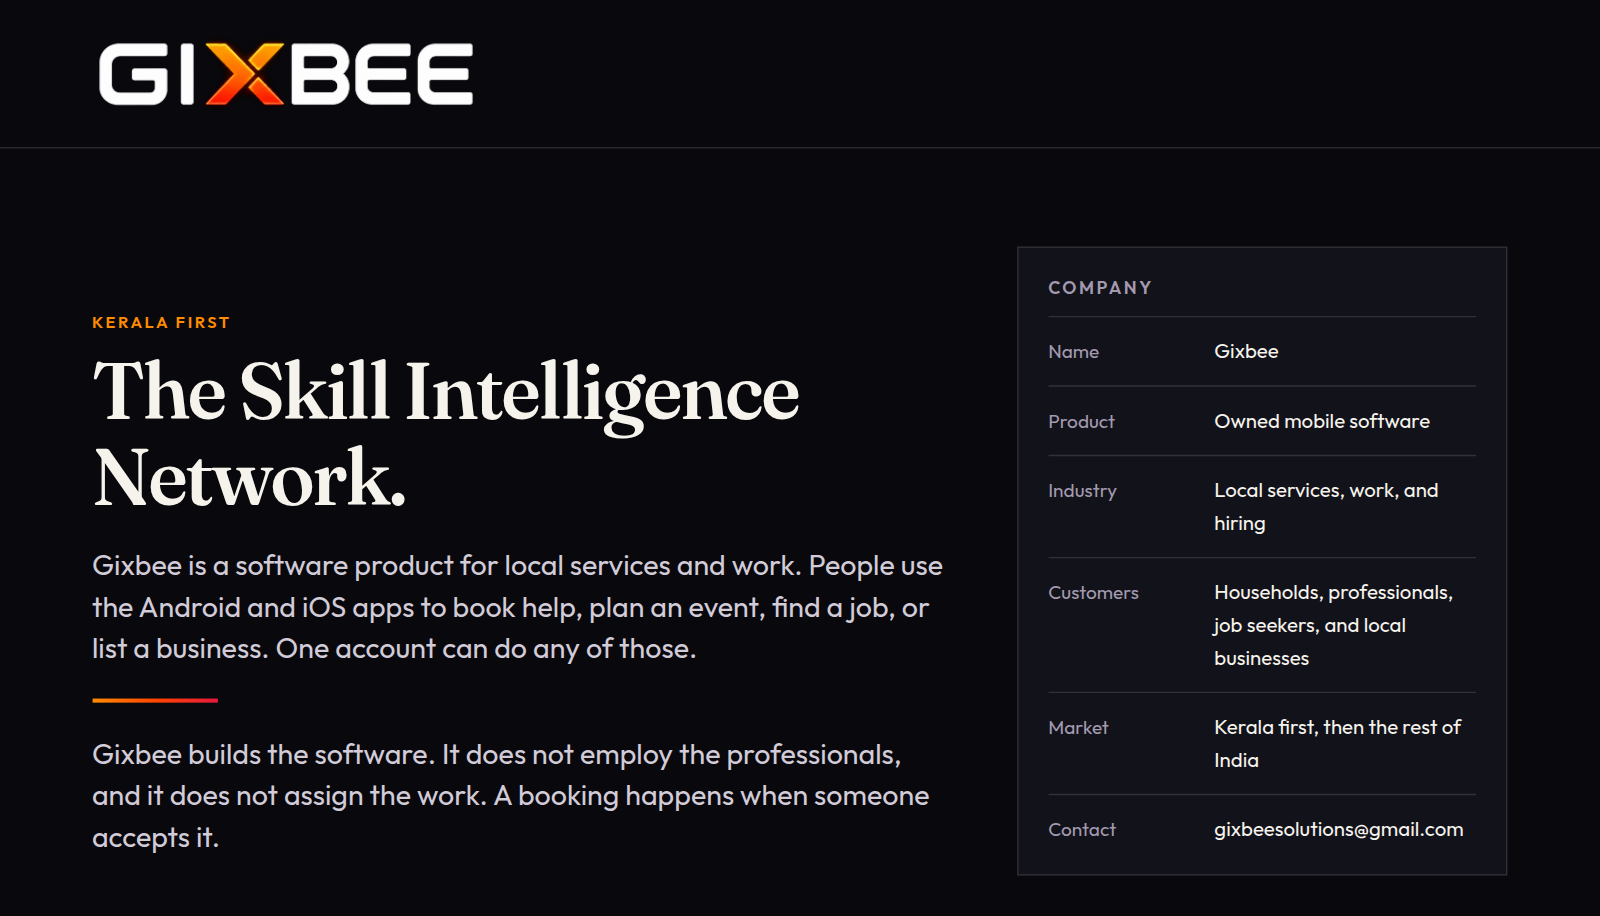 GIXBEE
KERALA FIRST
The Skill Intelligence
Network.
Gixbee is a software product for local services and work. People use
the Android and iOS apps to book help, plan an event, find a job, or
list a business. One account can do any of those.
Gixbee builds the software. It does not employ the professionals,
and it does not assign the work. A booking happens when someone
accepts it.
COMPANY
Name Gixbee
Product Owned mobile software
Industry Local services, work, and
hiring
Customers Households, professionals,
job seekers, and local
businesses
Market Kerala first, then the rest of
India
Contact gixbeesolutions@gmail.com